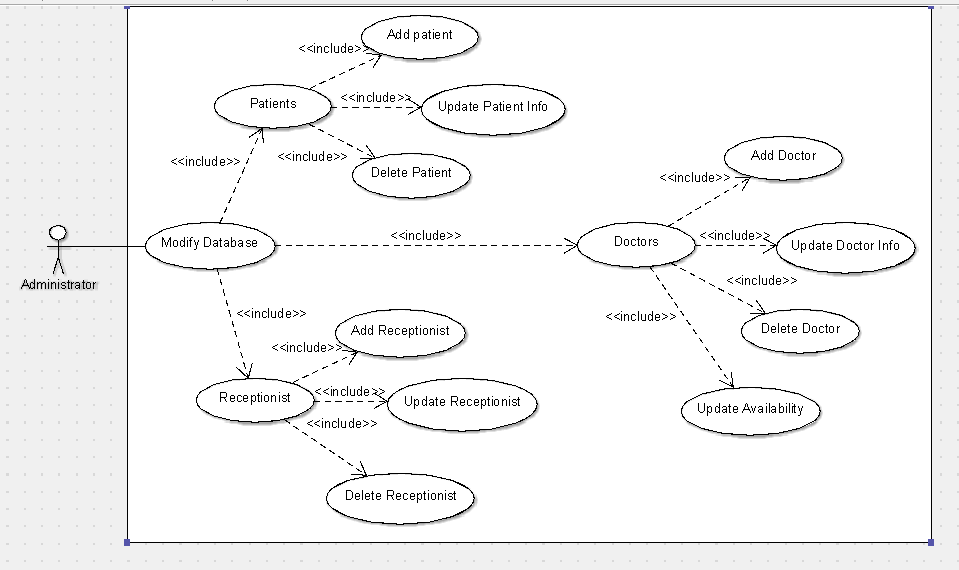 Add patient
<<include>>
Patients
<<include>>
Update Patient Info
<<include>>
<<include>>
Delete Patient
Add Doctor
<<include>>
Modify Database
<<include>>
Doctors
<<include>>
Update Doctor Info
Administrator
<<include>>
Delete Doctor
<<include>>
<<include>>
Add Receptionist
<<include>>
Receptionist
<<include>>
Update Receptionist
Update Availability
<<include>>
Delete Receptionist